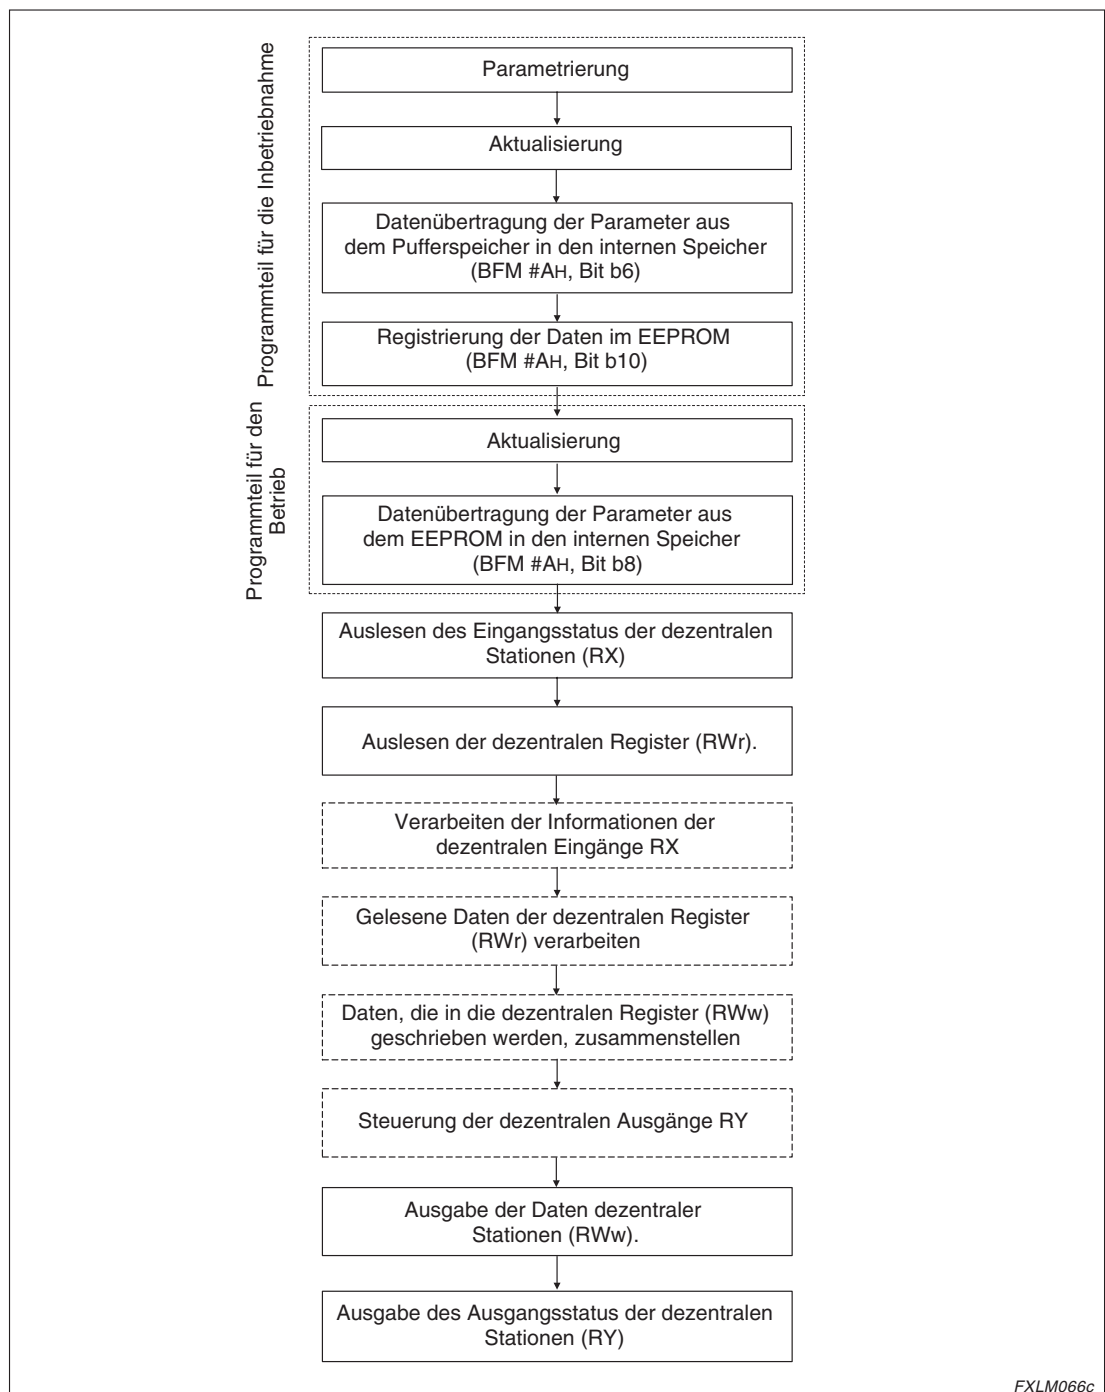 Programmteil für die Inbetriebnahme
Parametrierung
Aktualisierung
Datenübertragung der Parameter aus
dem Pufferspeicher in den internen Speicher
(BFM #AH, Bit b6)
Registrierung der Daten im EEPROM
(BFM #AH, Bit b10)
Programmteil für den
Betrieb
Aktualisierung
Datenübertragung der Parameter aus
dem EEPROM in den internen Speicher
(BFM #AH, Bit b8)
Auslesen des Eingangsstatus der dezentralen
Stationen (RX)
Auslesen der dezentralen Register (RWr).
Verarbeiten der Informationen der
dezentralen Eingänge RX
Gelesene Daten der dezentralen Register
(RWr) verarbeiten
Daten, die in die dezentralen Register (RWw)
geschrieben werden, zusammenstellen
Steuerung der dezentralen Ausgänge RY
Ausgabe der Daten dezentraler
Stationen (RWw).
Ausgabe des Ausgangsstatus der dezentralen
Stationen (RY)
FXLM066c